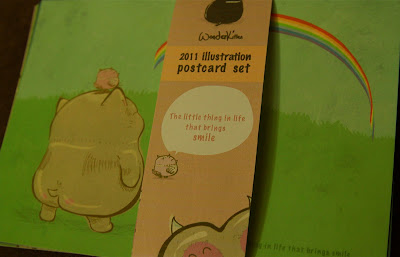 2011 illustration
postcard set
The little thing in life
that brings
smile
in life that brings smile